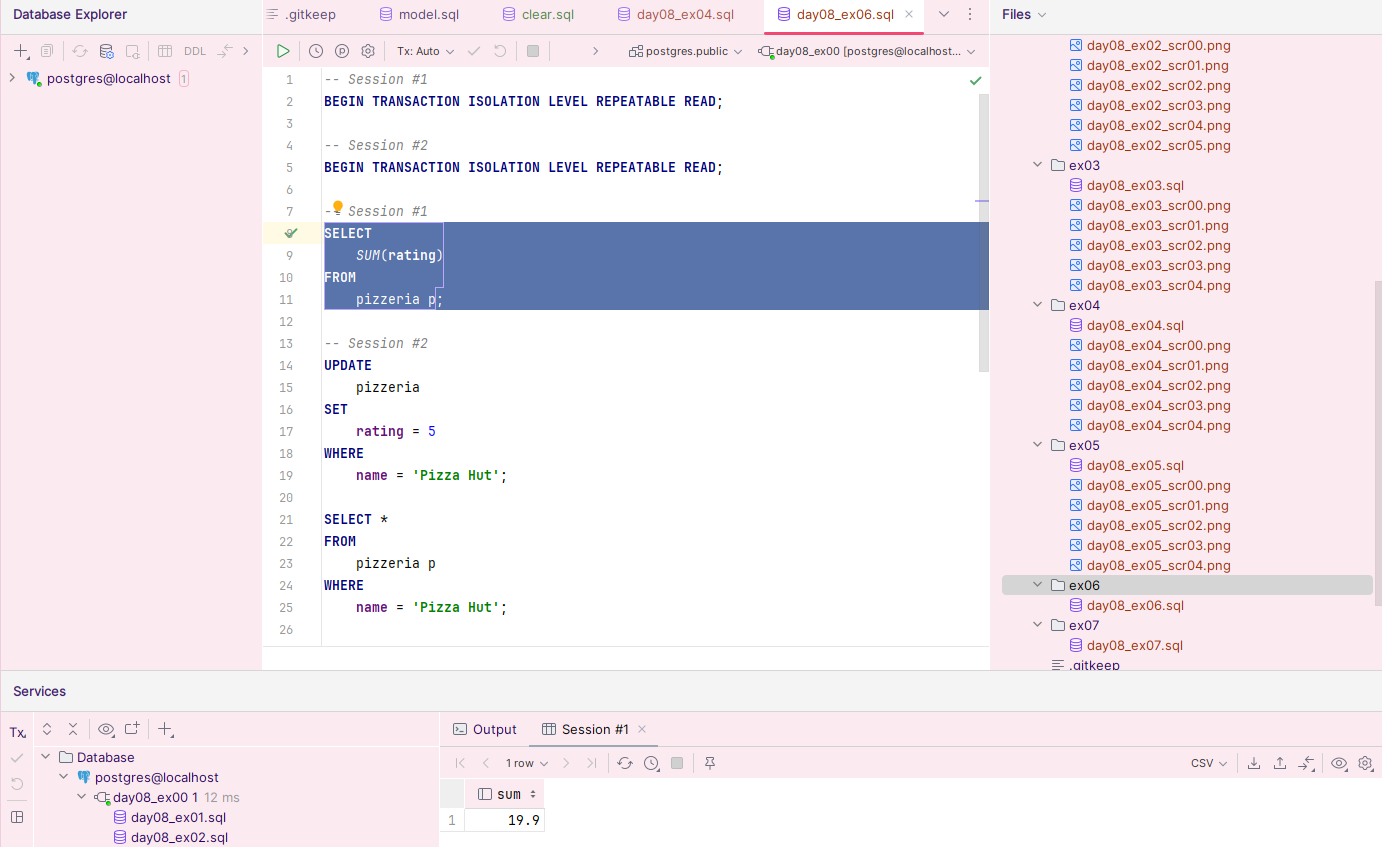 Database Explorer
.gitkeep
model.sql
clear.sql
day08_ex04.sql
day08_ex06.sql
Files
DDL
Tx: Auto
postgres.public
day08_ex00 [postgres@localhost...
postgres@localhost 1
1 -- Session #1
2 BEGIN TRANSACTION ISOLATION LEVEL REPEATABLE READ;
3
4 -- Session #2
5 BEGIN TRANSACTION ISOLATION LEVEL REPEATABLE READ;
6
7 -- Session #1
8 SELECT
9 SUM(rating)
10 FROM
11 pizzeria p;
12
13 -- Session #2
14 UPDATE
15 pizzeria
16 SET
17 rating = 5
18 WHERE
19 name = 'Pizza Hut';
20
21 SELECT *
22 FROM
23 pizzeria p
24 WHERE
25 name = 'Pizza Hut';
26
day08_ex02_scr00.png
day08_ex02_scr01.png
day08_ex02_scr02.png
day08_ex02_scr03.png
day08_ex02_scr04.png
day08_ex02_scr05.png
ex03
day08_ex03.sql
day08_ex03_scr00.png
day08_ex03_scr01.png
day08_ex03_scr02.png
day08_ex03_scr03.png
day08_ex03_scr04.png
ex04
day08_ex04.sql
day08_ex04_scr00.png
day08_ex04_scr01.png
day08_ex04_scr02.png
day08_ex04_scr03.png
day08_ex04_scr04.png
ex05
day08_ex05.sql
day08_ex05_scr00.png
day08_ex05_scr01.png
day08_ex05_scr02.png
day08_ex05_scr03.png
day08_ex05_scr04.png
ex06
day08_ex06.sql
ex07
day08_ex07.sql
.gitkeep
Services
Tx
Database
postgres@localhost
day08_ex00 1 12 ms
day08_ex01.sql
day08_ex02.sql
Output
Session #1
1 row
CSV
sum
1 19.9